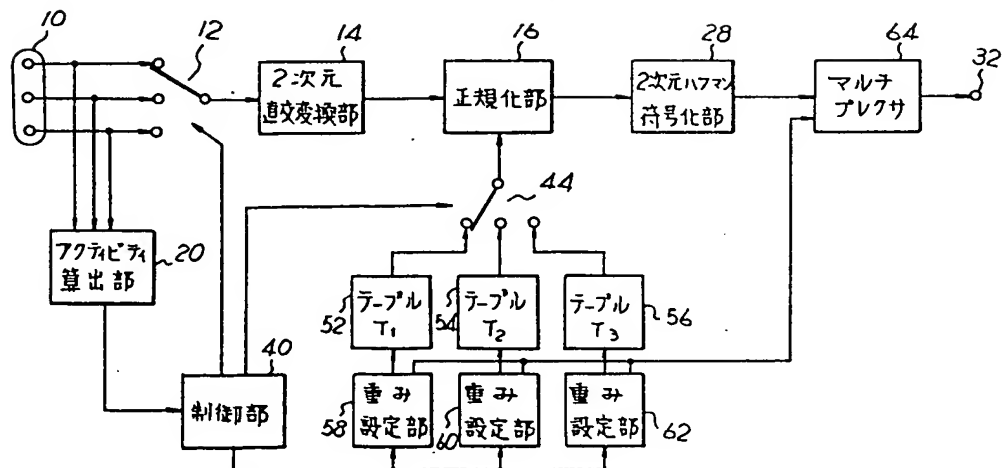 10
12
14
16
28
64
32
2次元
直交変換部
正規化部
2次元ハフマン
符号化部
マルチ
プレクサ
44
アクティビティ
算出部
20
52
テーブル
T1
54
テーブル
T2
テーブル
T3
56
40
制御部
58
重み
設定部
60
重み
設定部
重み
設定部
62